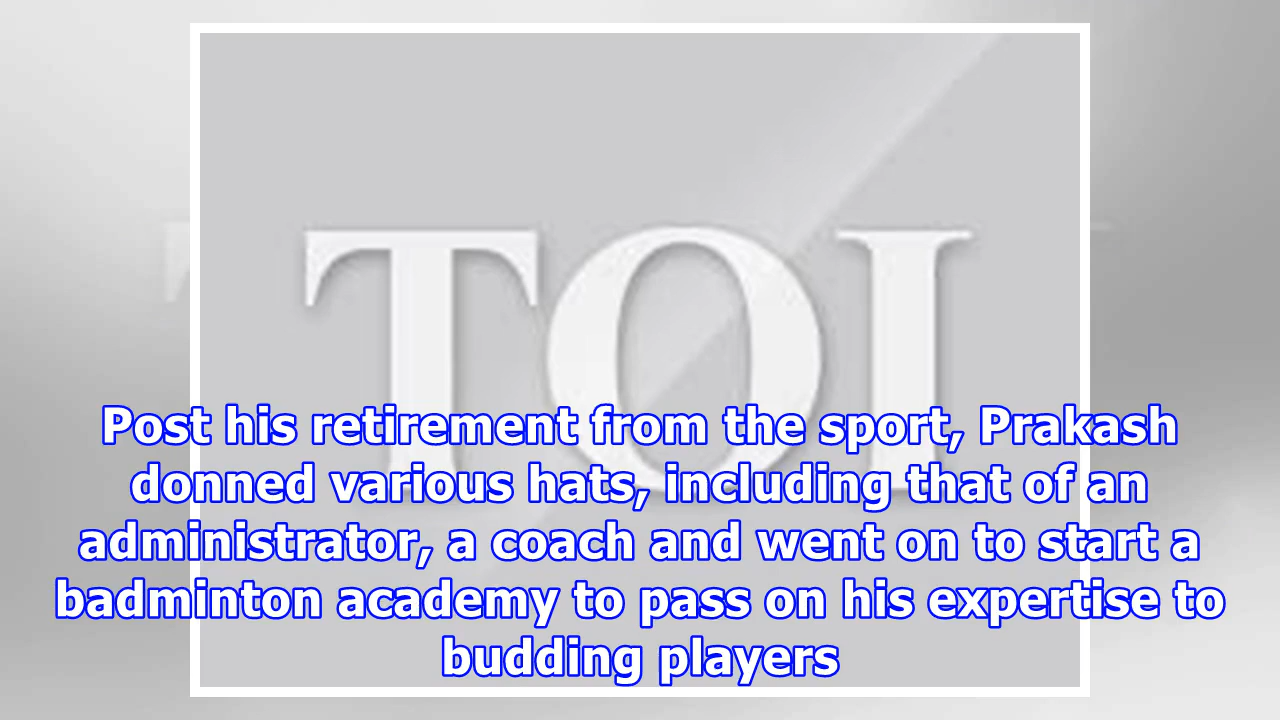 TOI
Post his retirement from the sport, Prakash
donned various hats, including that of an
administrator, a coach and went on to start a
badminton academy to pass on his expertise to
budding players